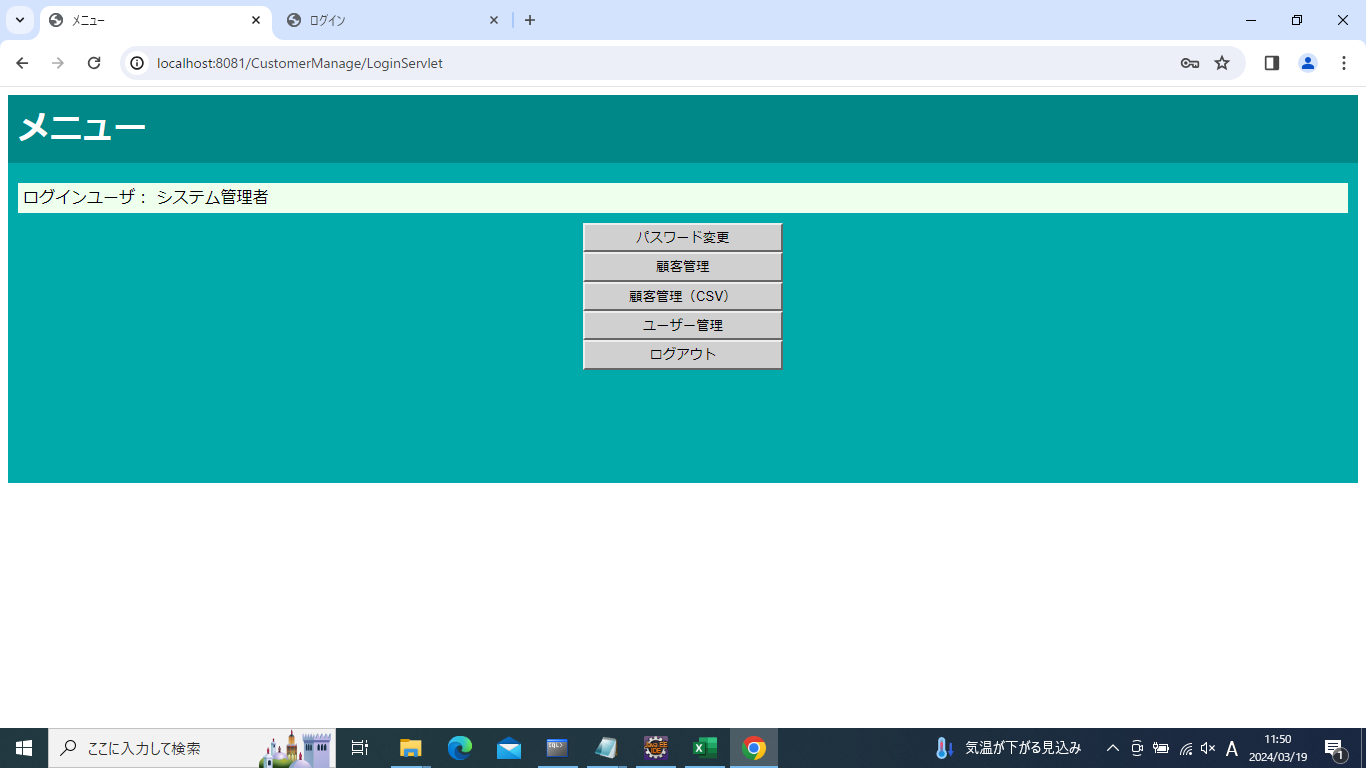 メニュー
ログイン
localhost:8081/CustomerManage/LoginServlet
メニュー
ログインユーザ： システム管理者
パスワード変更
顧客管理
顧客管理（CSV）
ユーザー管理
ログアウト
ここに入力して検索
SQL>
Java EE
IDE
気温が下がる見込み
A
11:50
2024/03/19
1